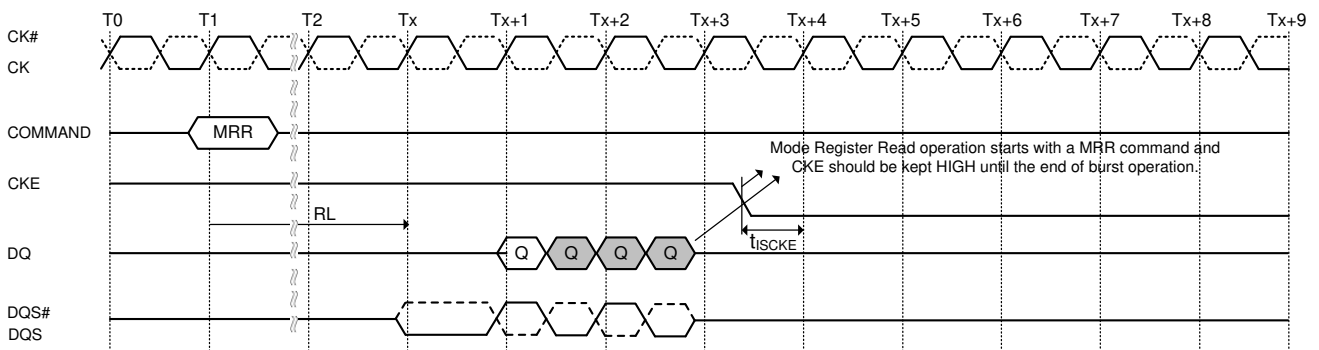 T0 T1 T2 Tx Tx+1 Tx+2 Tx+3 Tx+4 Tx+5 Tx+6 Tx+7 Tx+8 Tx+9
CK#
CK
COMMAND MRR
Mode Register Read operation starts with a MRR command and
CKE should be kept HIGH until the end of burst operation.
CKE
RL
tISCKE
DQ Q Q Q Q
DQS#
DQS